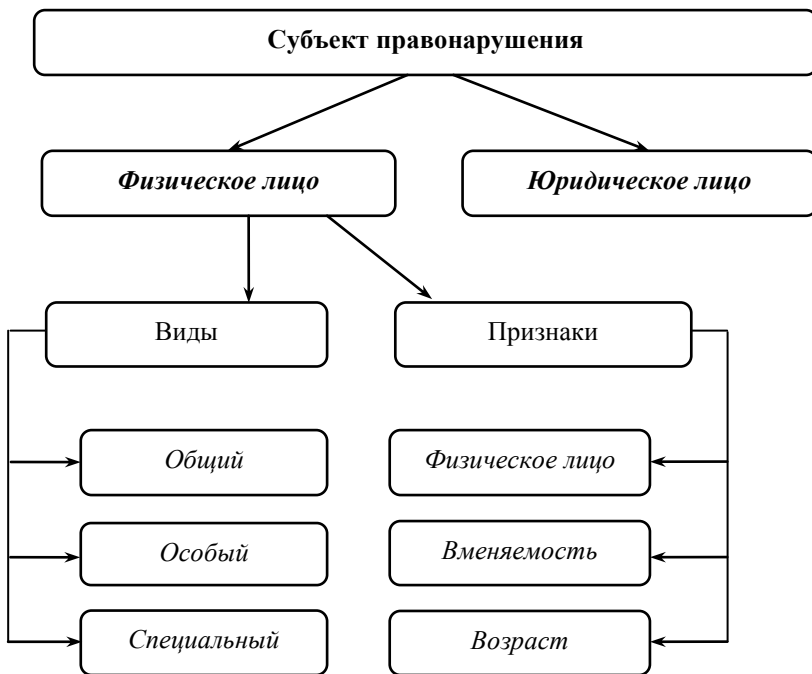 Субъект правонарушения
Физическое лицо
Юридическое лицо
Виды
Признаки
Общий
Физическое лицо
Особый
Вменяемость
Специальный
Возраст